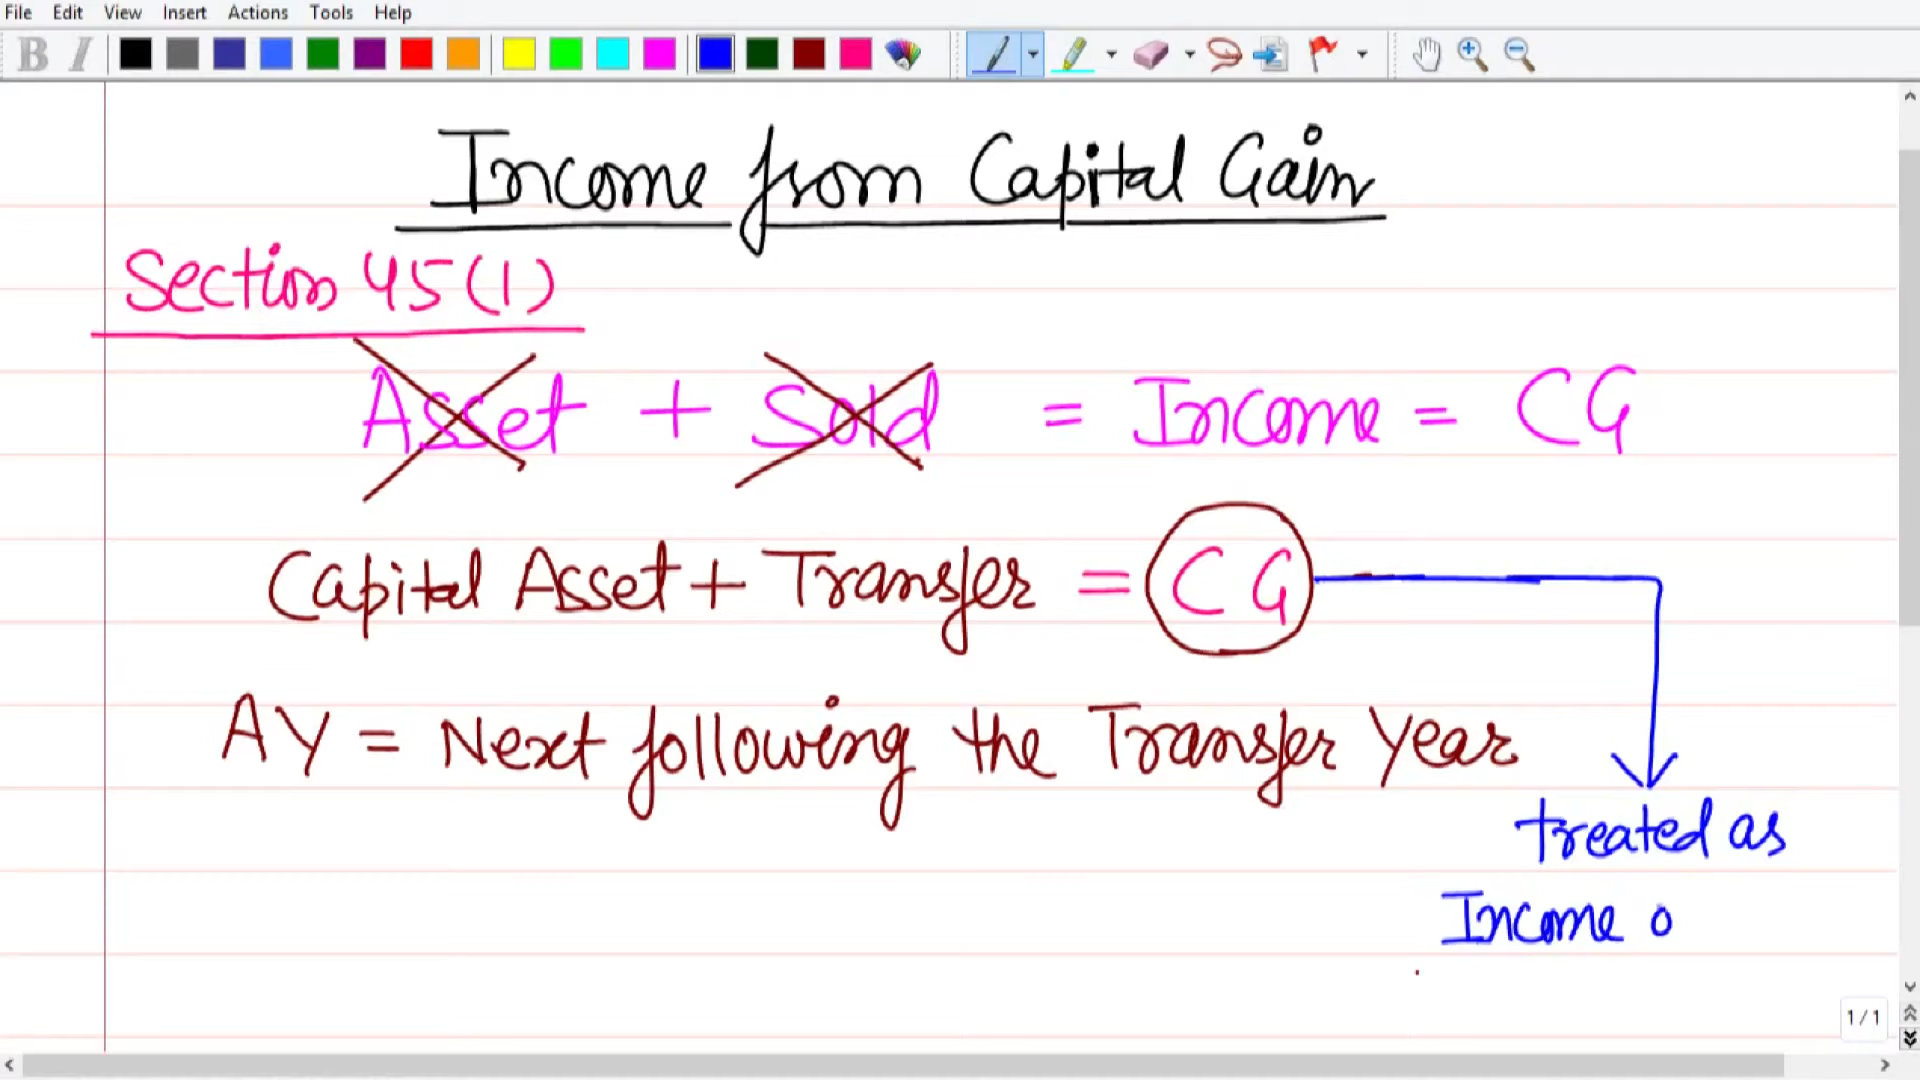 File Edit View Insert Actions Tools Help
B I
Income from Capital Gain
Section 45(1)
Asset + Sold = Income = CG
Capital Asset + Transfer = CG
AY = Next following the Transfer Year
treated as
Income o
1 / 1